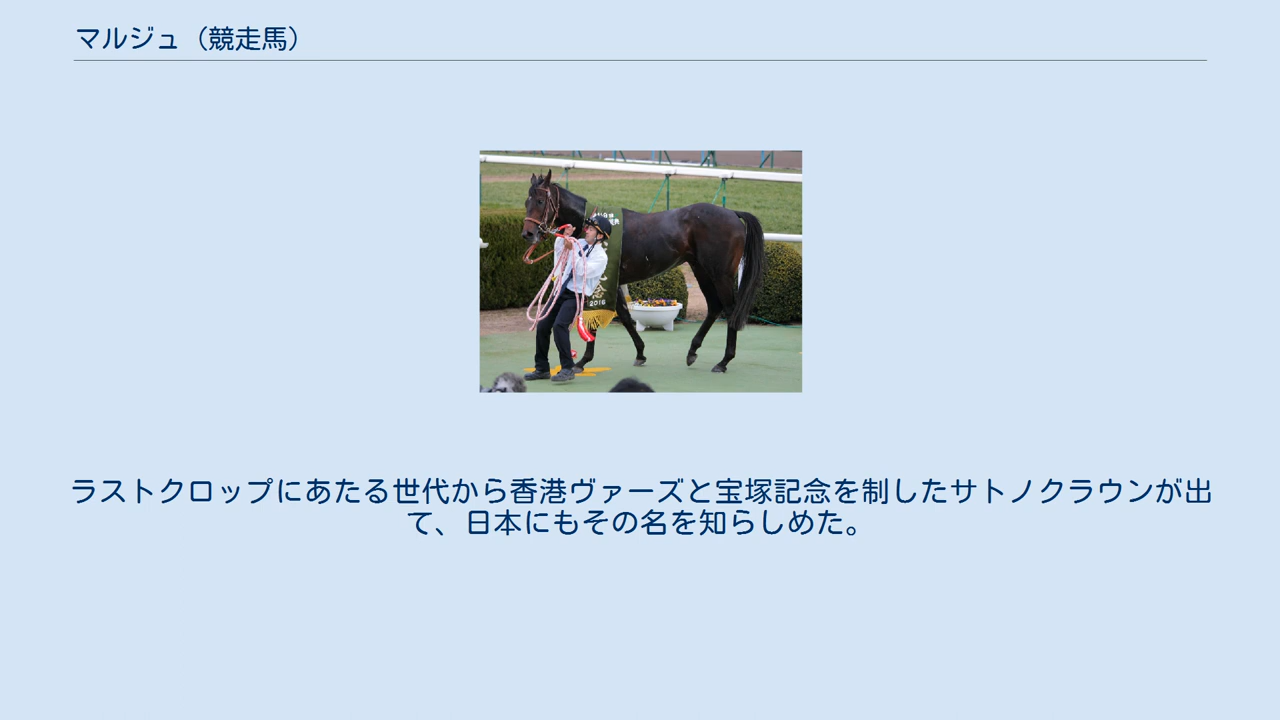 マルジュ（競走馬）
念
2016
ラストクロップにあたる世代から香港ヴァーズと宝塚記念を制したサトノクラウンが出
て、日本にもその名を知らしめた。